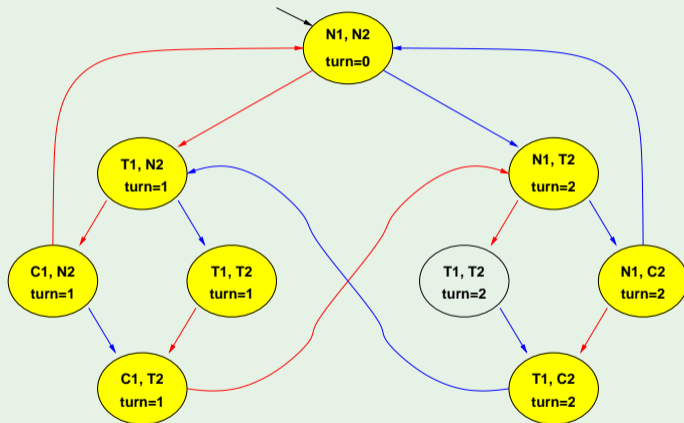 N1, N2
turn=0
T1, N2
turn=1
N1, T2
turn=2
C1, N2
turn=1
T1, T2
turn=1
T1, T2
turn=2
N1, C2
turn=2
C1, T2
turn=1
T1, C2
turn=2